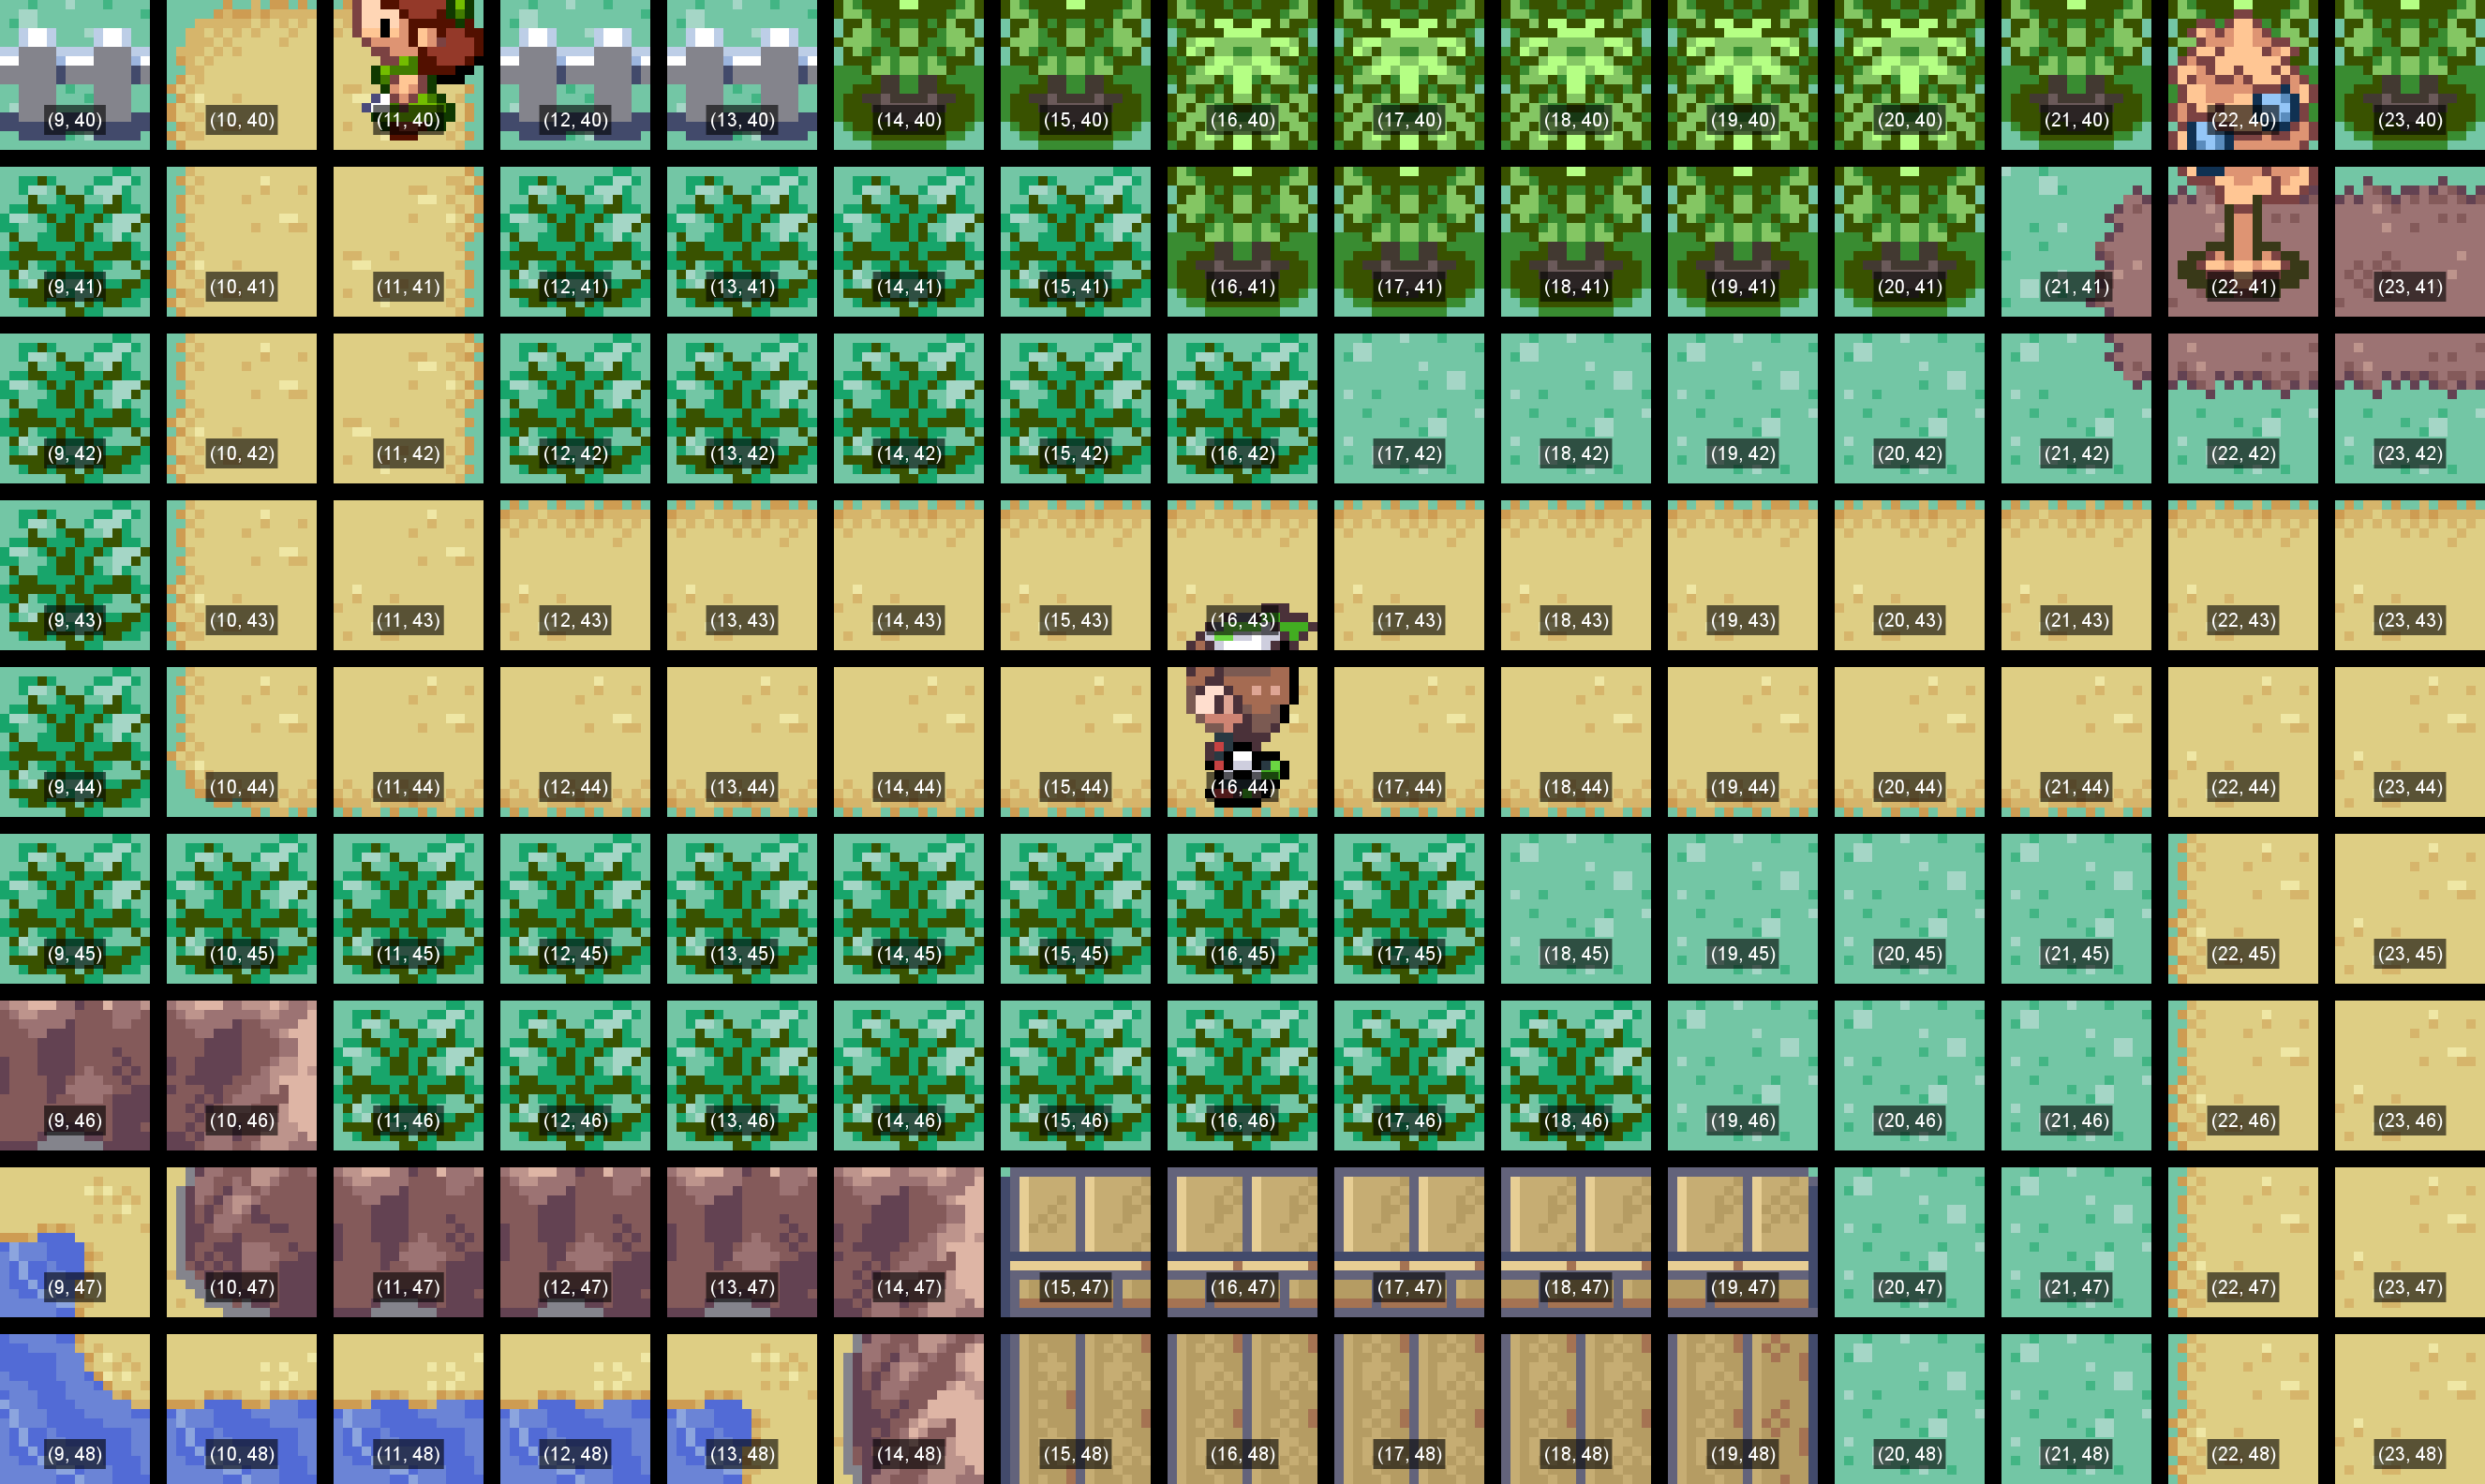 (9, 40) (10, 40) (11, 40) (12, 40) (13, 40) (14, 40) (15, 40) (16, 40) (17, 40) (18, 40) (19, 40) (20, 40) (21, 40) (22, 40) (23, 40)
(9, 41) (10, 41) (11, 41) (12, 41) (13, 41) (14, 41) (15, 41) (16, 41) (17, 41) (18, 41) (19, 41) (20, 41) (21, 41) (22, 41) (23, 41)
(9, 42) (10, 42) (11, 42) (12, 42) (13, 42) (14, 42) (15, 42) (16, 42) (17, 42) (18, 42) (19, 42) (20, 42) (21, 42) (22, 42) (23, 42)
(9, 43) (10, 43) (11, 43) (12, 43) (13, 43) (14, 43) (15, 43) (16, 43) (17, 43) (18, 43) (19, 43) (20, 43) (21, 43) (22, 43) (23, 43)
(9, 44) (10, 44) (11, 44) (12, 44) (13, 44) (14, 44) (15, 44) (16, 44) (17, 44) (18, 44) (19, 44) (20, 44) (21, 44) (22, 44) (23, 44)
(9, 45) (10, 45) (11, 45) (12, 45) (13, 45) (14, 45) (15, 45) (16, 45) (17, 45) (18, 45) (19, 45) (20, 45) (21, 45) (22, 45) (23, 45)
(9, 46) (10, 46) (11, 46) (12, 46) (13, 46) (14, 46) (15, 46) (16, 46) (17, 46) (18, 46) (19, 46) (20, 46) (21, 46) (22, 46) (23, 46)
(9, 47) (10, 47) (11, 47) (12, 47) (13, 47) (14, 47) (15, 47) (16, 47) (17, 47) (18, 47) (19, 47) (20, 47) (21, 47) (22, 47) (23, 47)
(9, 48) (10, 48) (11, 48) (12, 48) (13, 48) (14, 48) (15, 48) (16, 48) (17, 48) (18, 48) (19, 48) (20, 48) (21, 48) (22, 48) (23, 48)